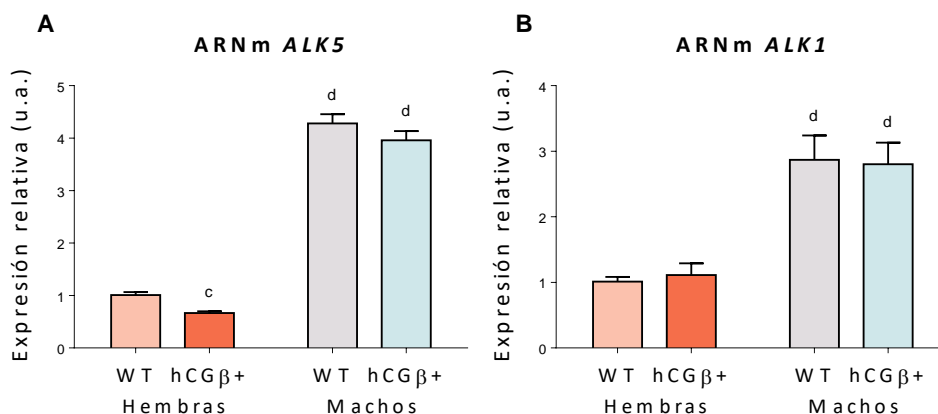 A
ARNm ALK5
Expresión relativa (u.a.)
5
4
3
2
1
0
c
d
d
WT hCGβ+ WT hCGβ+
Hembras Machos
B
ARNm ALK1
Expresión relativa (u.a.)
4
3
2
1
0
d
d
WT hCGβ+ WT hCGβ+
Hembras Machos